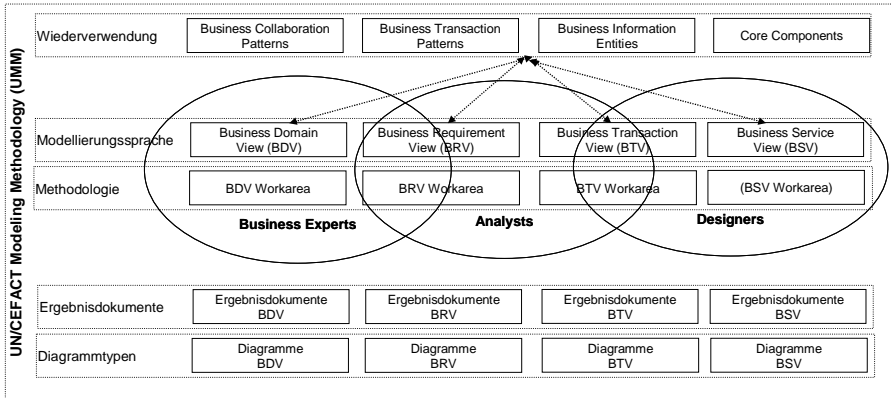 UN/CEFACT Modeling Methodology (UMM)
Wiederverwendung
Business Collaboration
Patterns
Business Transaction
Patterns
Business Information
Entities
Core Components
Modellierungssprache
Business Domain
View (BDV)
Business Requirement
View (BRV)
Business Transaction
View (BTV)
Business Service
View (BSV)
Methodologie
BDV Workarea
BRV Workarea
BTV Workarea
(BSV Workarea)
Business Experts
Analysts
Designers
Ergebnisdokumente
Ergebnisdokumente
BDV
Ergebnisdokumente
BRV
Ergebnisdokumente
BTV
Ergebnisdokumente
BSV
Diagrammtypen
Diagramme
BDV
Diagramme
BRV
Diagramme
BTV
Diagramme
BSV